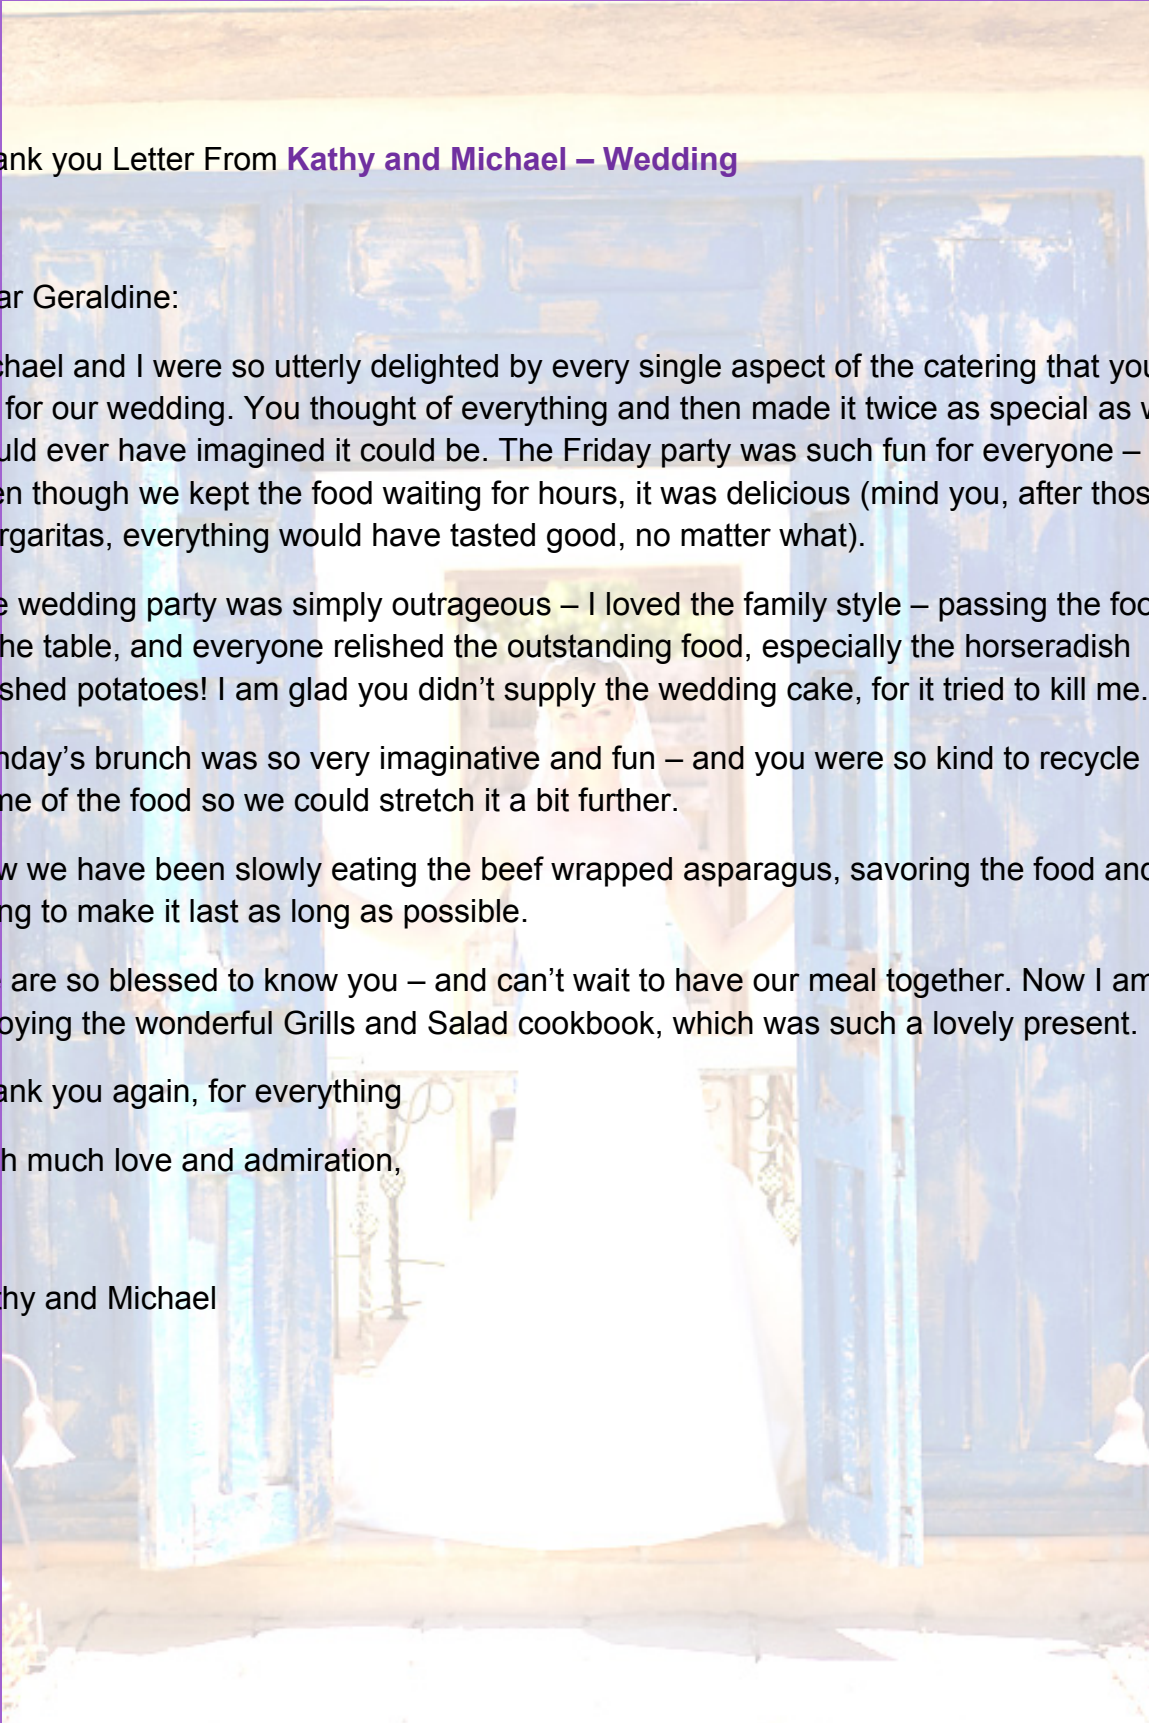 ank you Letter From Kathy and Michael – Wedding
ar Geraldine:
chael and I were so utterly delighted by every single aspect of the catering that you
for our wedding. You thought of everything and then made it twice as special as w
uld ever have imagined it could be. The Friday party was such fun for everyone –
en though we kept the food waiting for hours, it was delicious (mind you, after thos
rgaritas, everything would have tasted good, no matter what).
e wedding party was simply outrageous – I loved the family style – passing the foo
he table, and everyone relished the outstanding food, especially the horseradish
shed potatoes! I am glad you didn’t supply the wedding cake, for it tried to kill me.
nday’s brunch was so very imaginative and fun – and you were so kind to recycle
me of the food so we could stretch it a bit further.
w we have been slowly eating the beef wrapped asparagus, savoring the food and
ng to make it last as long as possible.
e are so blessed to know you – and can’t wait to have our meal together. Now I am
oying the wonderful Grills and Salad cookbook, which was such a lovely present.
ank you again, for everything
h much love and admiration,
thy and Michael